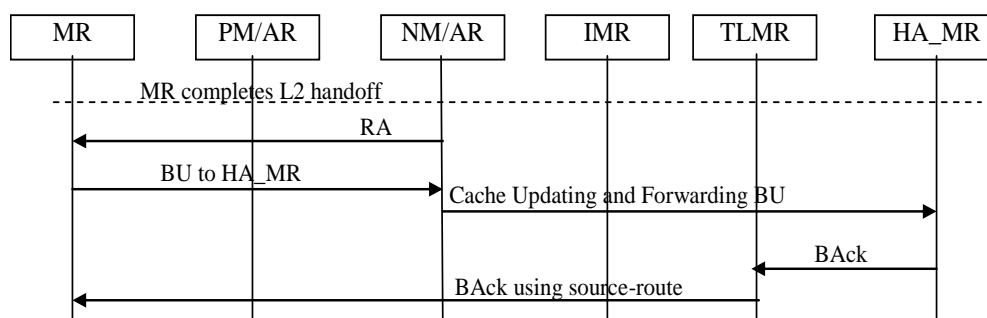 MR PM/AR NM/AR IMR TLMR HA_MR
MR completes L2 handoff
RA
BU to HA_MR
Cache Updating and Forwarding BU
BAck
BAck using source-route